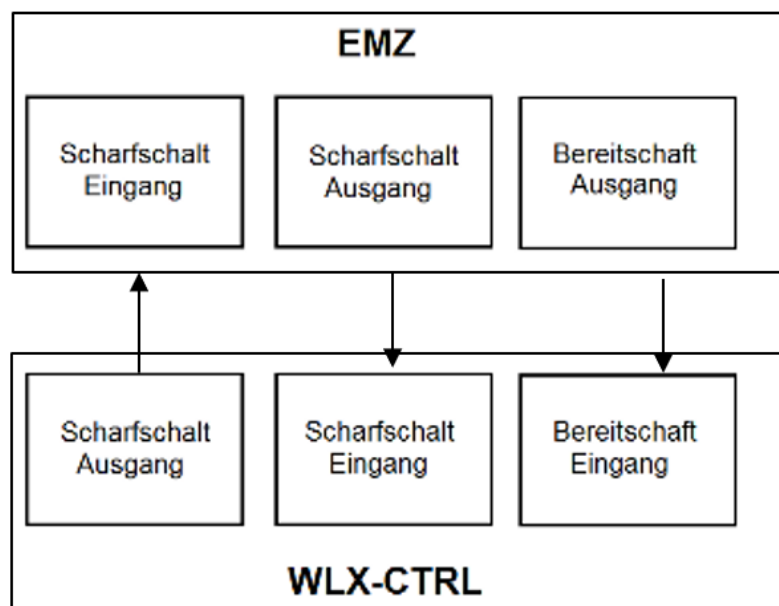 EMZ
Scharfschalt
Eingang
Scharfschalt
Ausgang
Bereitschaft
Ausgang
Scharfschalt
Ausgang
Scharfschalt
Eingang
Bereitschaft
Eingang
WLX-CTRL